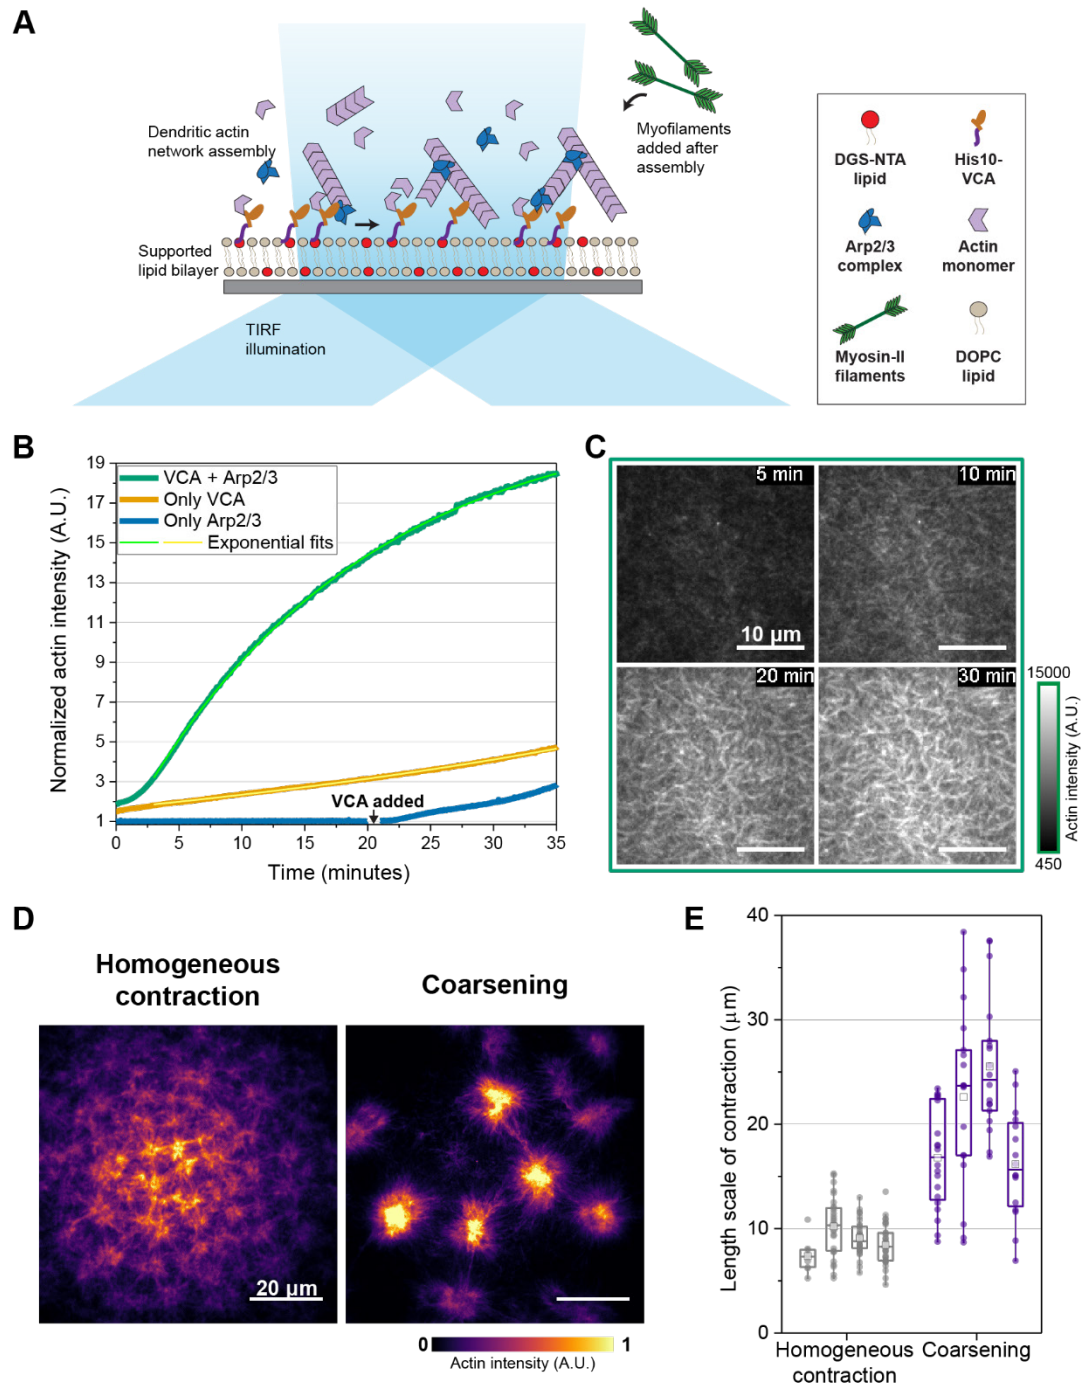 A
Dendritic actin
network assembly
Myofilaments
added after
assembly
Supported
lipid bilayer
TIRF
illumination
DGS-NTA
lipid
His10-
VCA
Arp2/3
complex
Actin
monomer
Myosin-II
filaments
DOPC
lipid
B
Normalized actin intensity (A.U.)
19
17
15
13
11
9
7
5
3
1
VCA + Arp2/3
Only VCA
Only Arp2/3
Exponential fits
VCA added
0
5
10
15
20
25
30
35
Time (minutes)
C
5 min
10 min
10 µm
20 min
30 min
15000
Actin intensity (A.U.)
450
D
Homogeneous
contraction
Coarsening
20 µm
0
1
Actin intensity (A.U.)
E
Length scale of contraction (µm)
40
30
20
10
0
Homogeneous
contraction
Coarsening